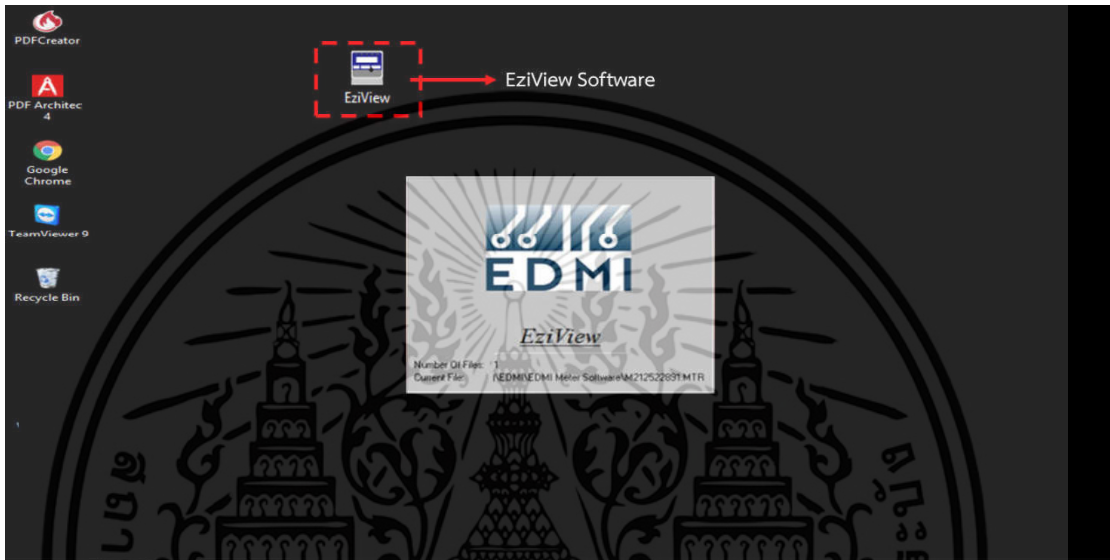 PDFCreator
PDF Architec
4
Google
Chrome
TeamViewer 9
Recycle Bin
EziView
EziView Software
EDMI
EziView
Number Of Files: 1
Current File: \EDMI\EDMI Meter Software\M212522891.MTR